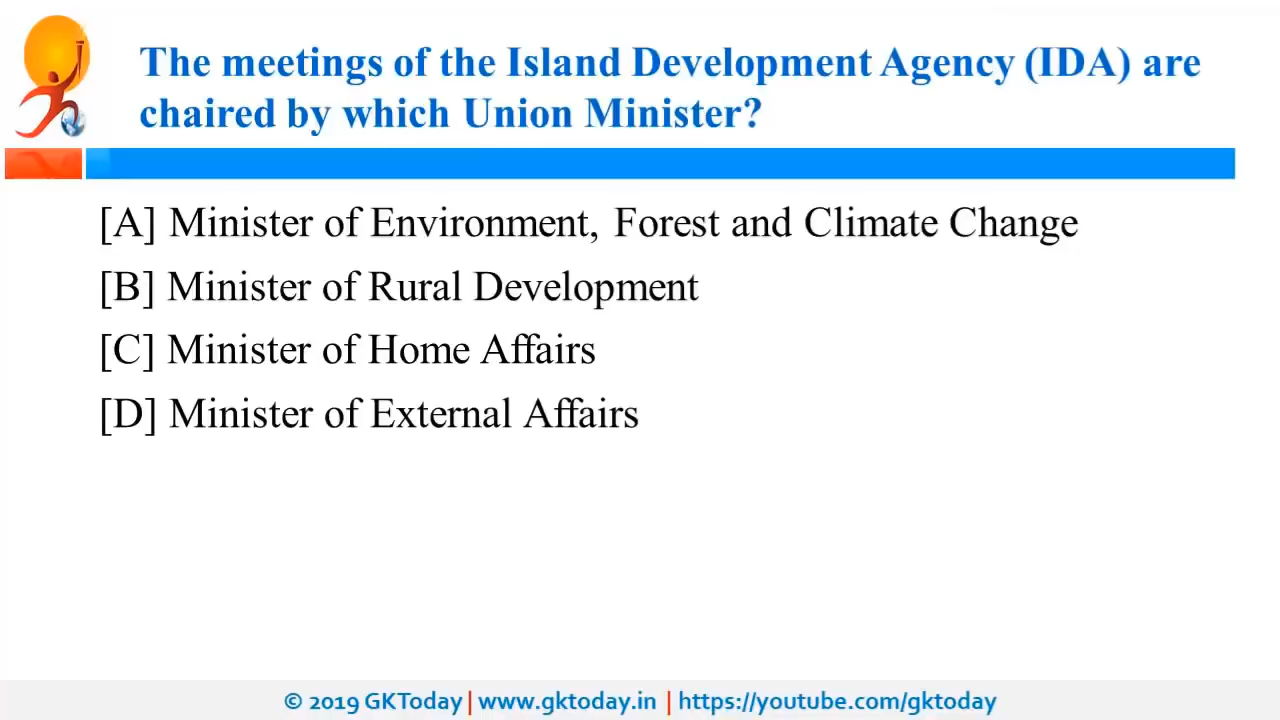 The meetings of the Island Development Agency (IDA) are
chaired by which Union Minister?
[A] Minister of Environment, Forest and Climate Change
[B] Minister of Rural Development
[C] Minister of Home Affairs
[D] Minister of External Affairs
© 2019 GKToday | www.gktoday.in | https://youtube.com/gktoday